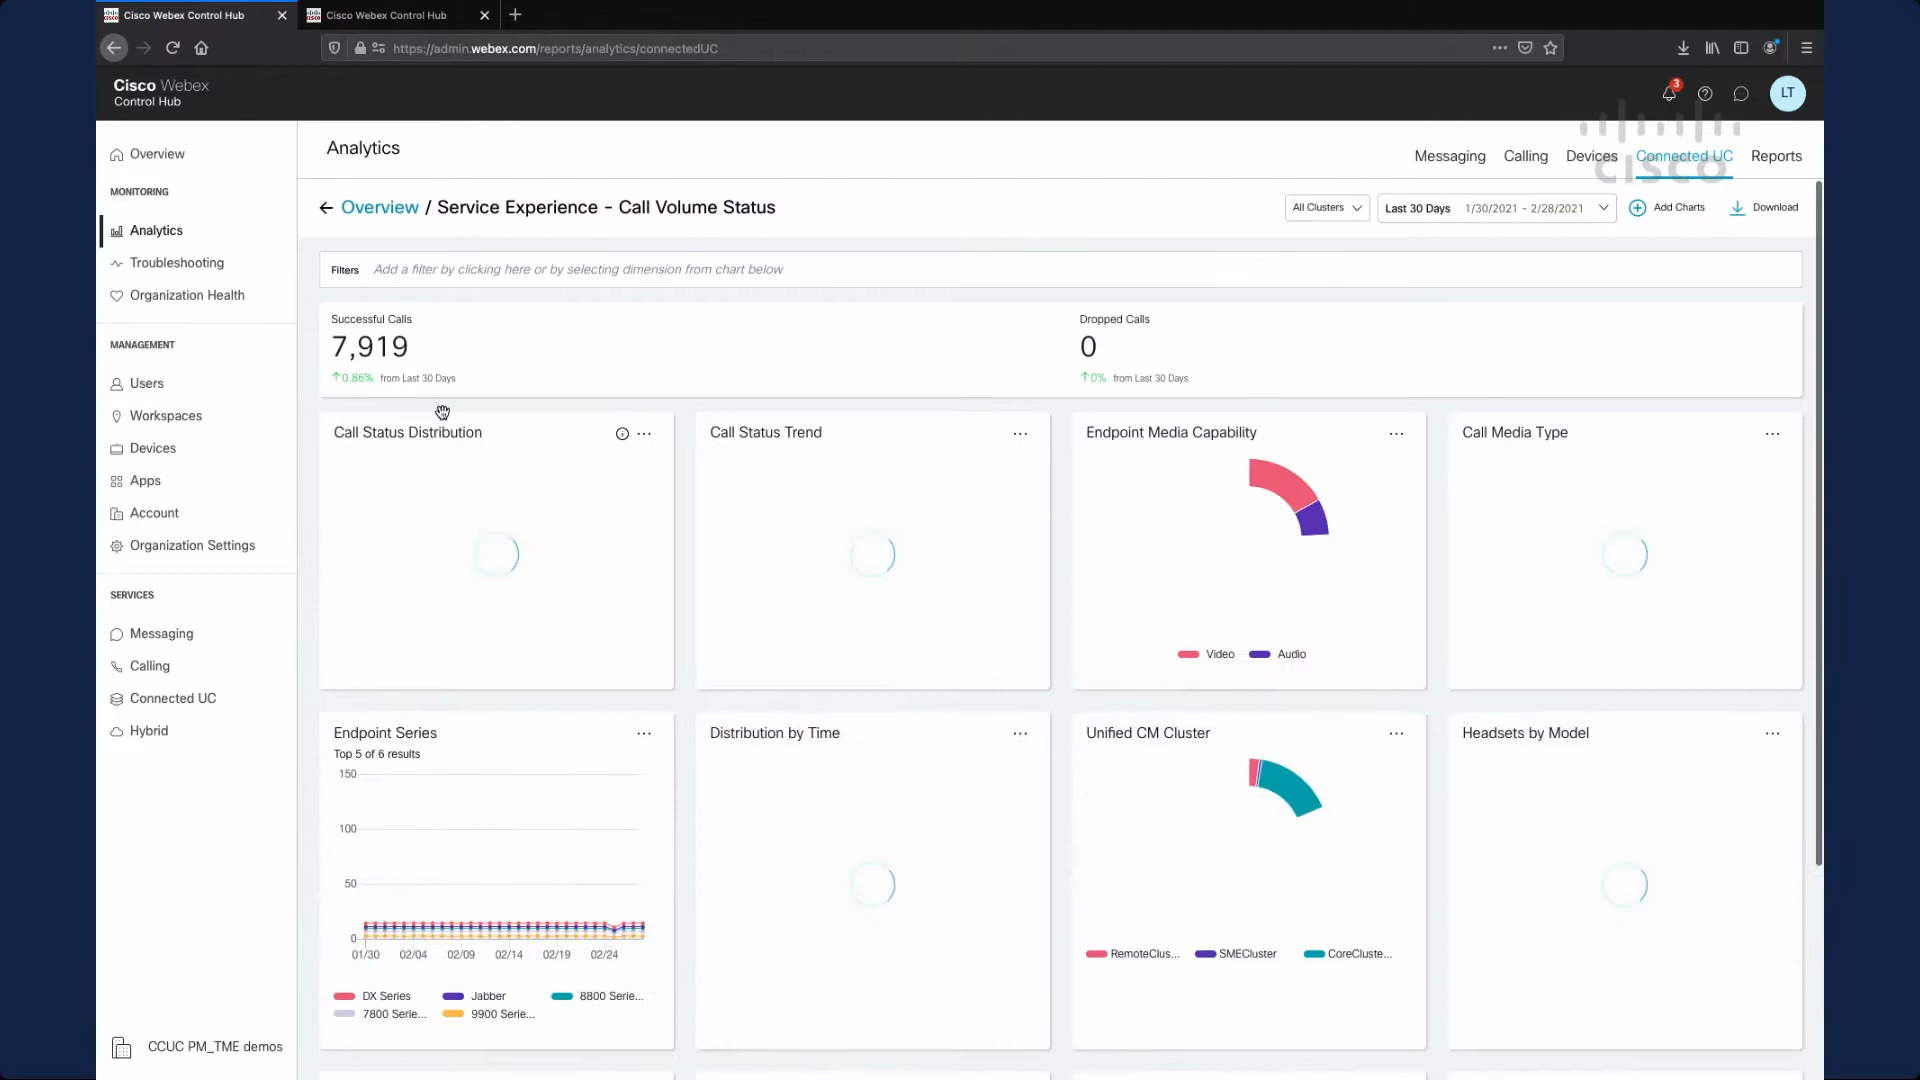 Cisco Webex Control Hub
Cisco Webex Control Hub
https://admin.webex.com/reports/analytics/connectedUC
Cisco Webex
Control Hub
3
LT
Overview
MONITORING
Analytics
Troubleshooting
Organization Health
MANAGEMENT
Users
Workspaces
Devices
Apps
Account
Organization Settings
SERVICES
Messaging
Calling
Connected UC
Hybrid
CCUC PM_TME demos
Analytics
Messaging Calling Devices Connected UC Reports
cisco
Overview / Service Experience - Call Volume Status
All Clusters Last 30 Days 1/30/2021 - 2/28/2021 Add Charts Download
Filters Add a filter by clicking here or by selecting dimension from chart below
Successful Calls
7,919
↑0.86% from Last 30 Days
Dropped Calls
0
↑0% from Last 30 Days
Call Status Distribution
Call Status Trend
Endpoint Media Capability
Video Audio
Call Media Type
Endpoint Series
Top 5 of 6 results
150
100
50
0
01/30 02/04 02/09 02/14 02/19 02/24
DX Series Jabber 8800 Serie...
7800 Serie... 9900 Serie...
Distribution by Time
Unified CM Cluster
RemoteClus... SMECluster CoreCluste...
Headsets by Model